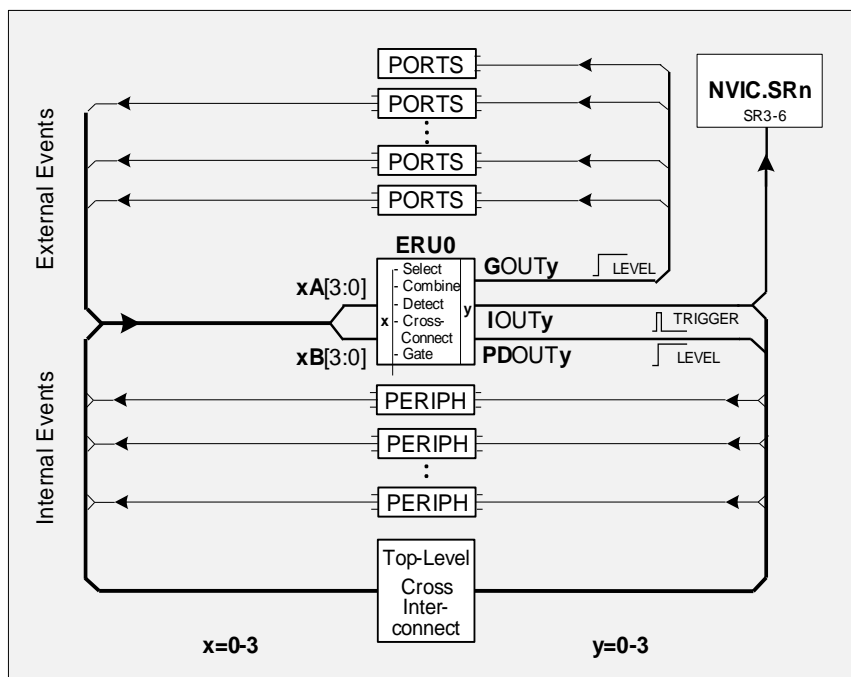 PORTS
PORTS
PORTS
PORTS
NVIC.SRn
SR3-6
External Events
ERU0
xA[3:0]
xB[3:0]
x
- Select
- Combine
- Detect
- Cross-
Connect
- Gate
y
GOUTy
LEVEL
IOUTy
TRIGGER
PDOUTy
LEVEL
Internal Events
PERIPH
PERIPH
PERIPH
Top-Level
Cross
Inter-
connect
x=0-3
y=0-3